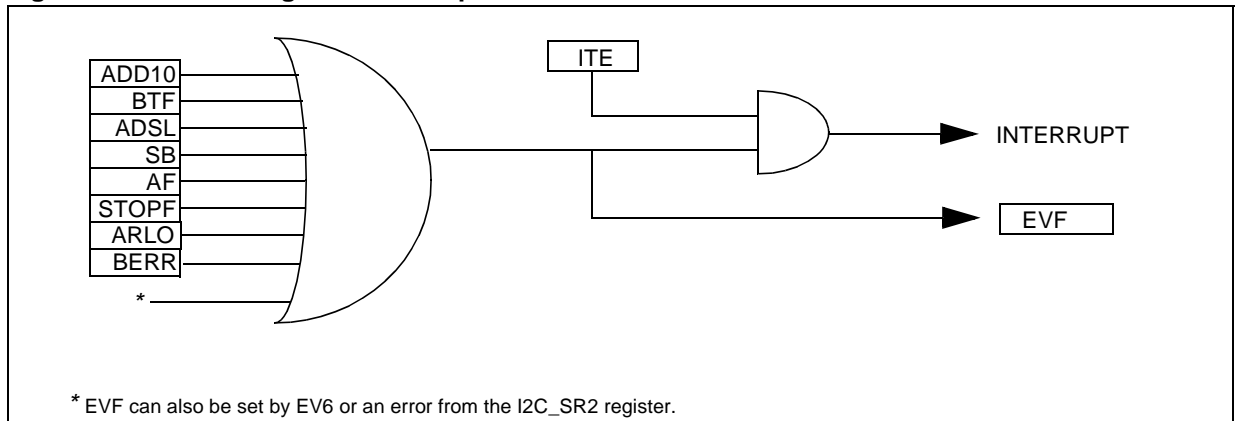 ITE
ADD10
BTF
ADSL
INTERRUPT
SB
AF
STOPF
EVF
ARLO
BERR
*
* EVF can also be set by EV6 or an error from the I2C_SR2 register.